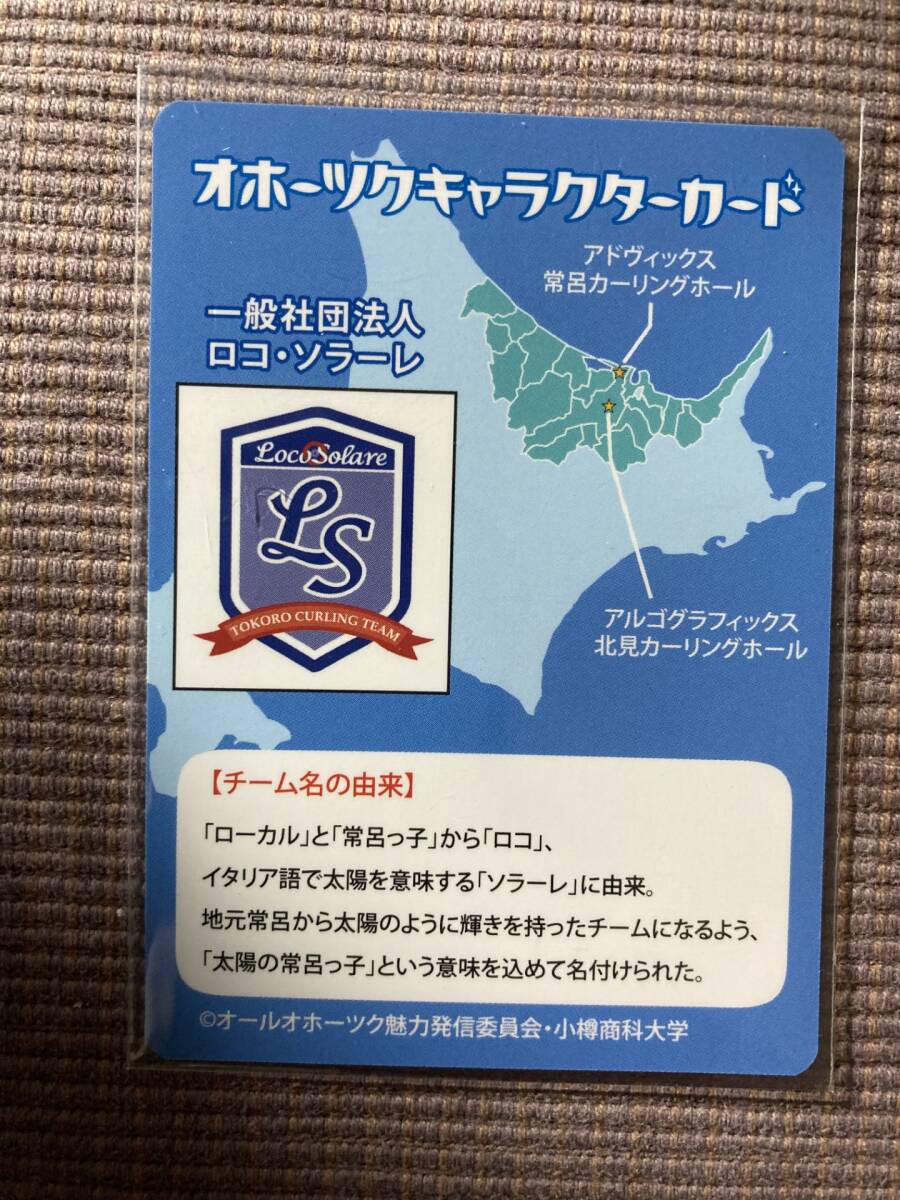 オホーツクキャラクターカード
アドヴィックス
常呂カーリングホール
一般社団法人
ロコ・ソラーレ
Loco Solare
LS
TOKORO CURLING TEAM
アルゴグラフィックス
北見カーリングホール
【チーム名の由来】
「ローカル」と「常呂っ子」から「ロコ」、
イタリア語で太陽を意味する「ソラーレ」に由来。
地元常呂から太陽のように輝きを持ったチームになるよう、
「太陽の常呂っ子」という意味を込めて名付けられた。
©オールオホーツク魅力発信委員会・小樽商科大学